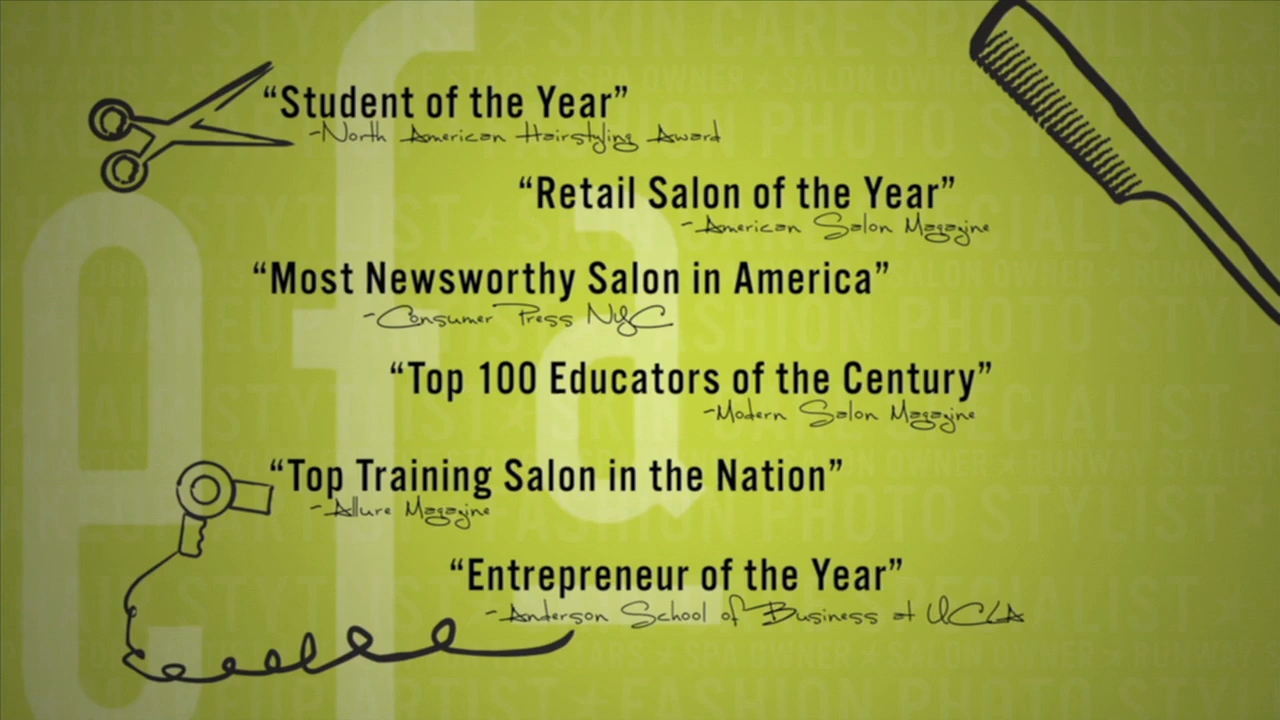 “Student of the Year”
-North American Hairstyling Award
“Retail Salon of the Year”
-American Salon Magazine
“Most Newsworthy Salon in America”
-Consumer Press NYC
“Top 100 Educators of the Century”
-Modern Salon Magazine
“Top Training Salon in the Nation”
-Allure Magazine
“Entrepreneur of the Year”
-Anderson School of Business at UCLA
efa